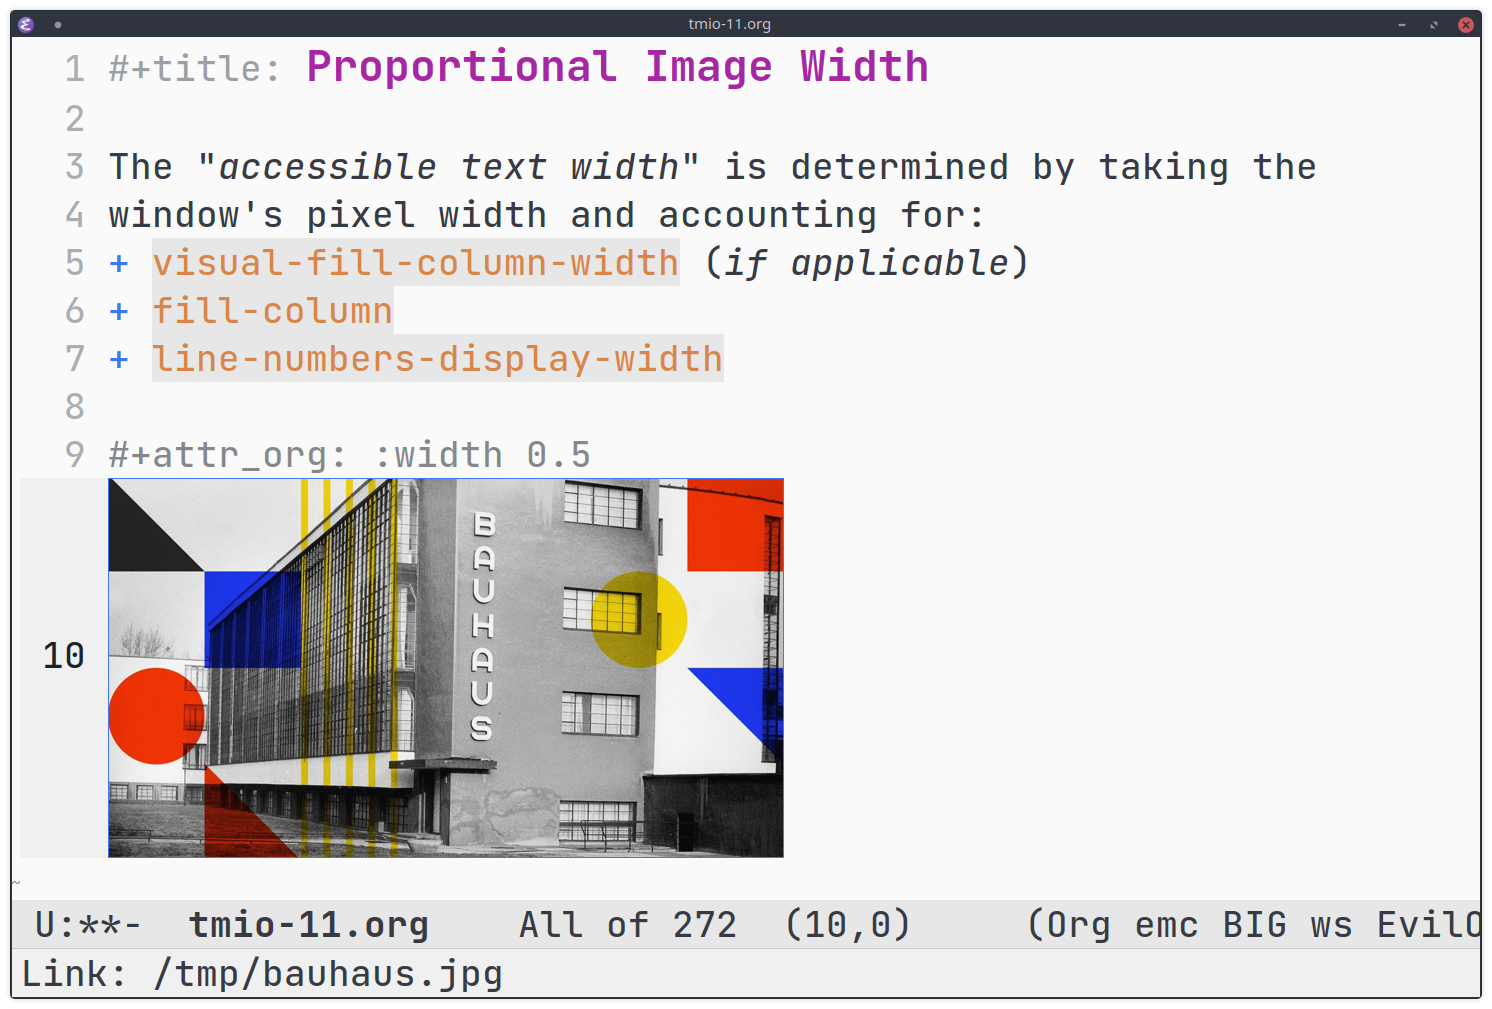 tmio-11.org
1 #+title: Proportional Image Width
2
3 The "accessible text width" is determined by taking the
4 window's pixel width and accounting for:
5 + visual-fill-column-width (if applicable)
6 + fill-column
7 + line-numbers-display-width
8
9 #+attr_org: :width 0.5
10
BAUHAUS
~
U:**- tmio-11.org All of 272 (10,0) (Org emc BIG ws EvilO
Link: /tmp/bauhaus.jpg